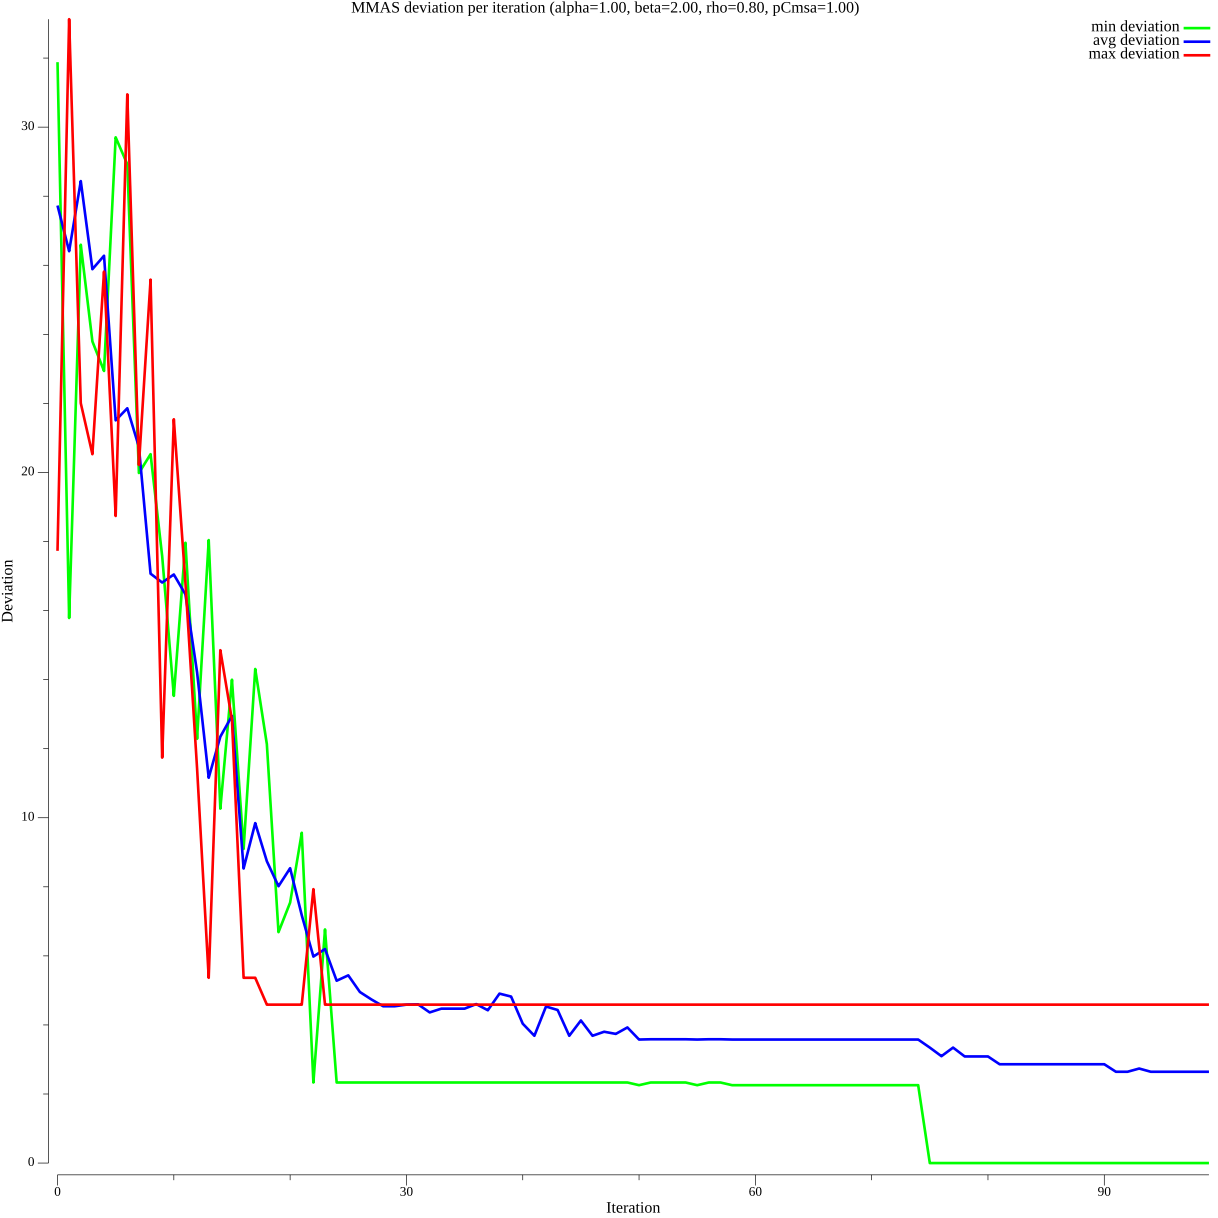 MMAS deviation per iteration (alpha=1.00, beta=2.00, rho=0.80, pCmsa=1.00)
min deviation
avg deviation
max deviation
30
20
10
0
Deviation
0
30
60
90
Iteration